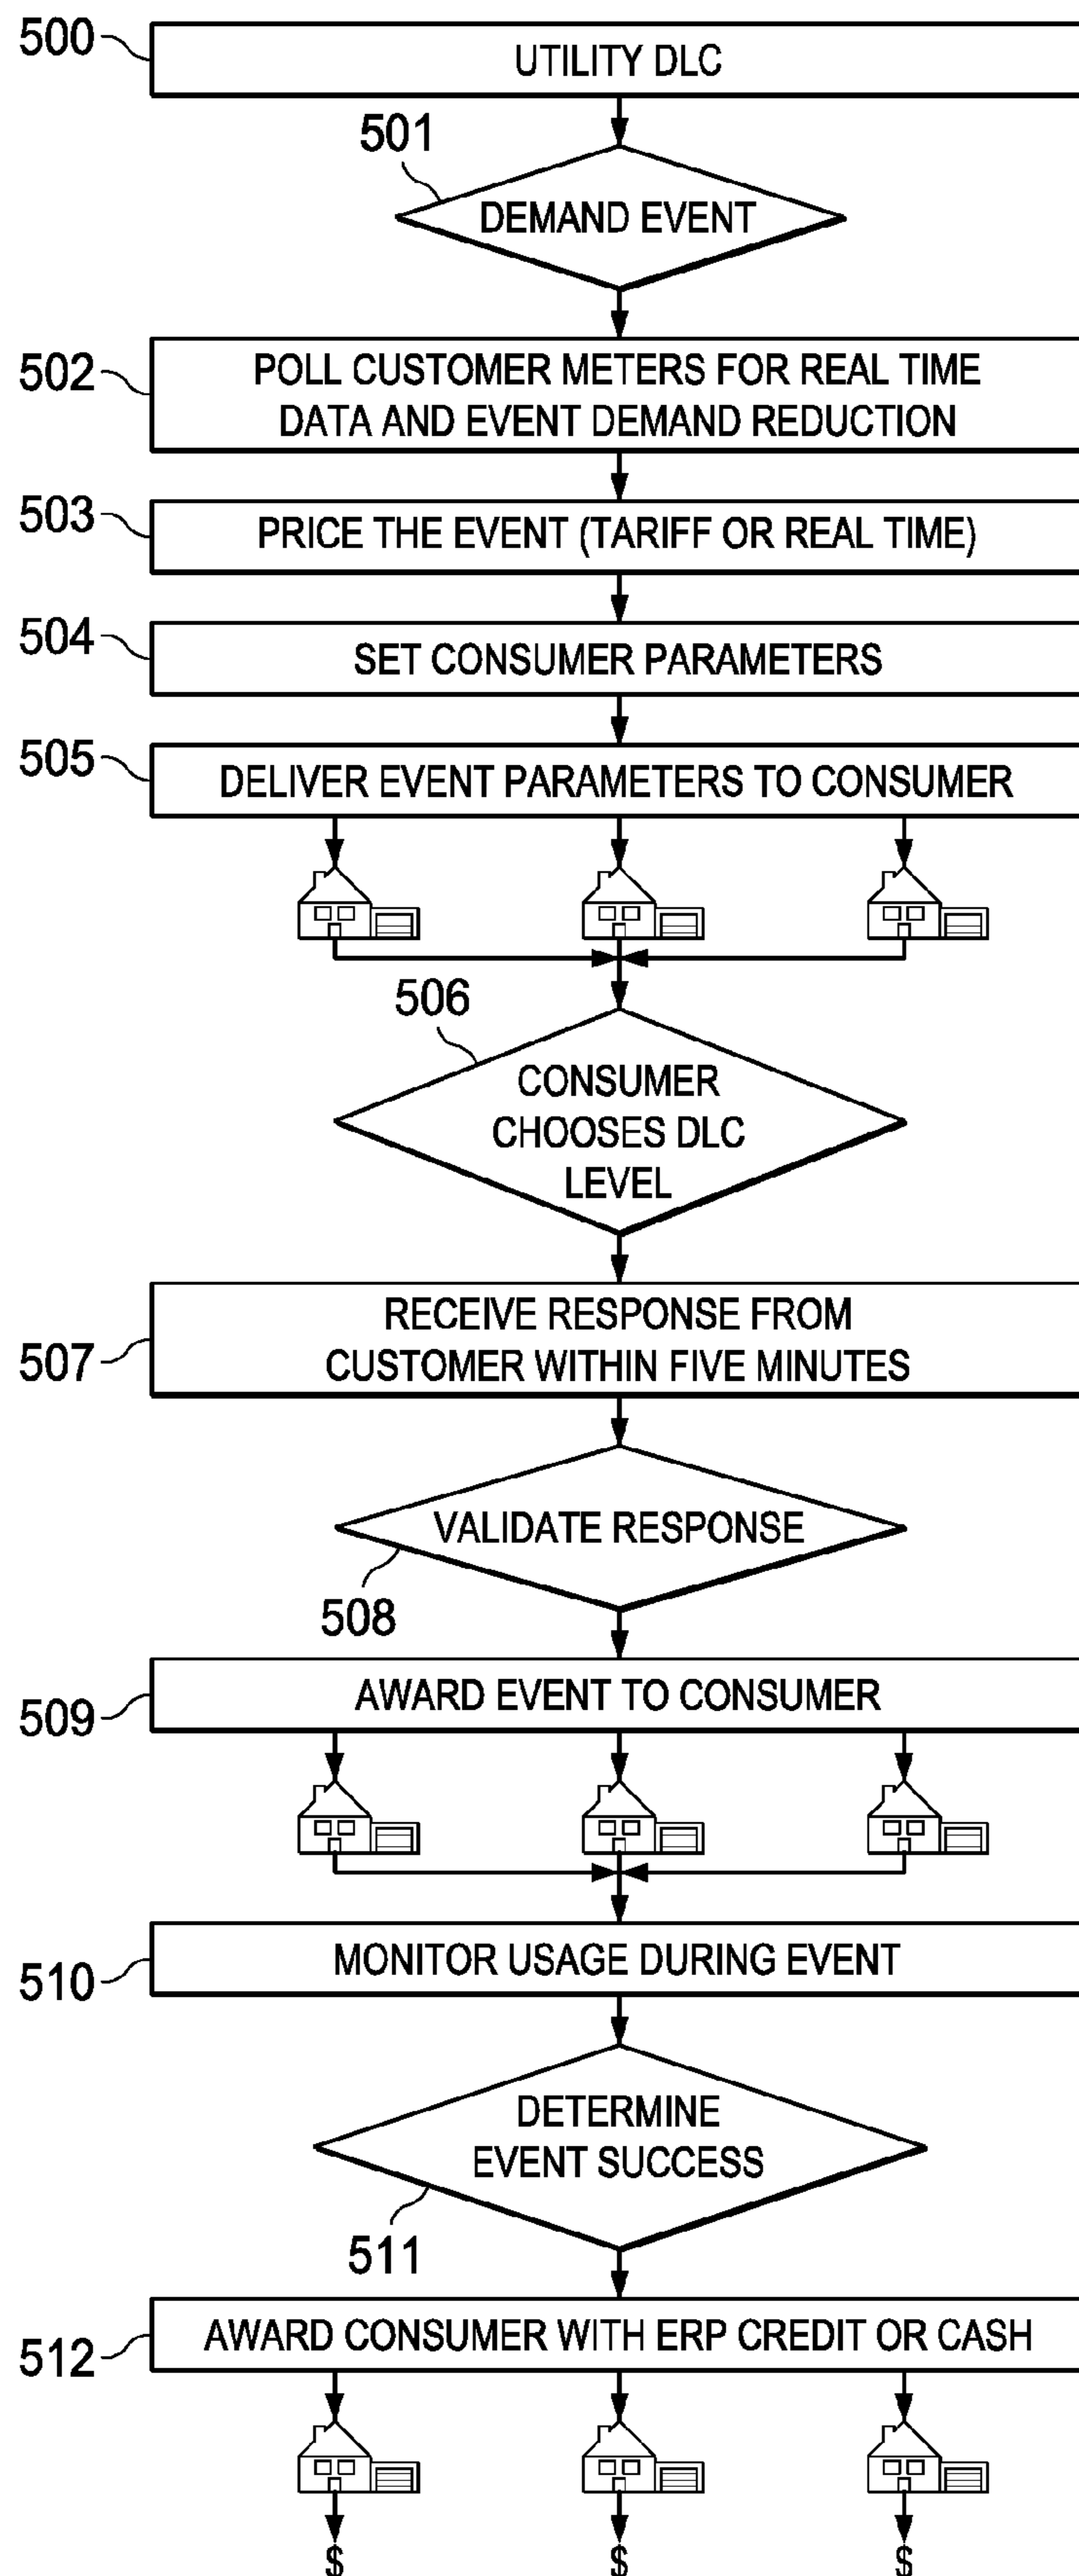 500
UTILITY DLC
501
DEMAND EVENT
502
POLL CUSTOMER METERS FOR REAL TIME
DATA AND EVENT DEMAND REDUCTION
503
PRICE THE EVENT (TARIFF OR REAL TIME)
504
SET CONSUMER PARAMETERS
505
DELIVER EVENT PARAMETERS TO CONSUMER
506
CONSUMER
CHOOSES DLC
LEVEL
507
RECEIVE RESPONSE FROM
CUSTOMER WITHIN FIVE MINUTES
VALIDATE RESPONSE
508
509
AWARD EVENT TO CONSUMER
510
MONITOR USAGE DURING EVENT
DETERMINE
EVENT SUCCESS
511
512
AWARD CONSUMER WITH ERP CREDIT OR CASH
$ $ $